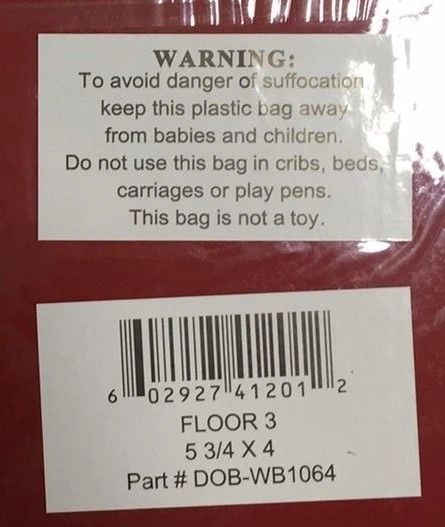 WARNING:
To avoid danger of suffocation
keep this plastic bag away
from babies and children.
Do not use this bag in cribs, beds,
carriages or play pens.
This bag is not a toy.
6 02927 41201 2
FLOOR 3
5 3/4 X 4
Part # DOB-WB1064